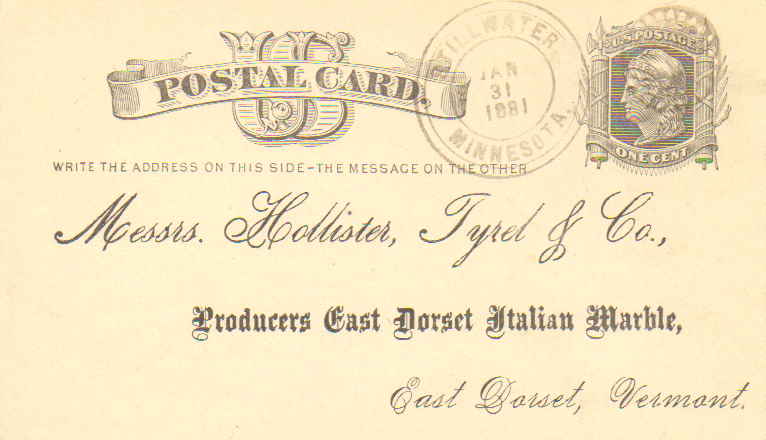 U.S. POSTAGE
POSTAL CARD.
US
STILLWATER,
JAN
31
1881
MINNESOTA.
ONE CENT
WRITE THE ADDRESS ON THIS SIDE-THE MESSAGE ON THE OTHER
Messrs. Hollister, Tyrel & Co.,
Producers East Dorset Italian Marble,
East Dorset, Vermont.